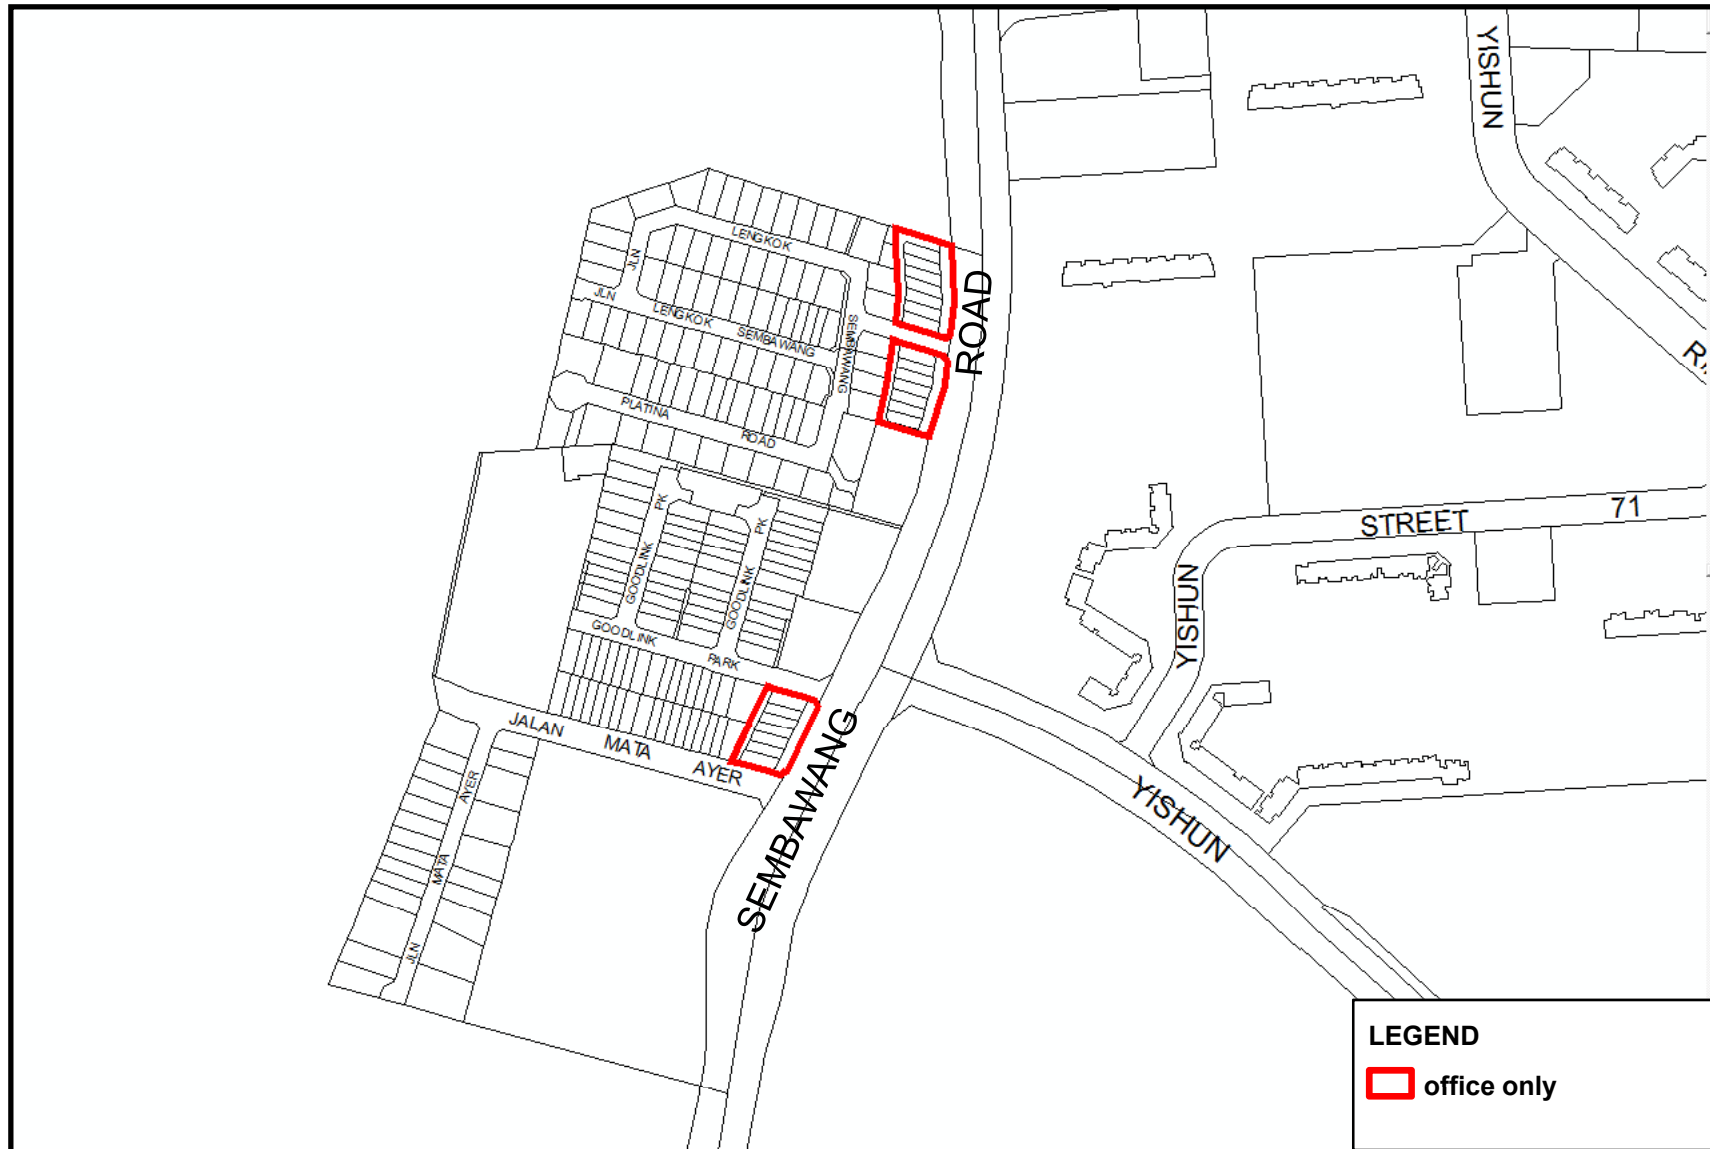 YISHUN
LENGKOK
JLN
JLN
LENGKOK
SEMBAWANG
SEMBAWANG
ROAD
PLATINA
ROAD
PK
PK
GOODLINK
GOODLINK
GOODLINK
PARK
STREET
71
YISHUN
JALAN
MATA
AYER
SEMBAWANG
YISHUN
AYER
MATA
JLN
LEGEND
office only